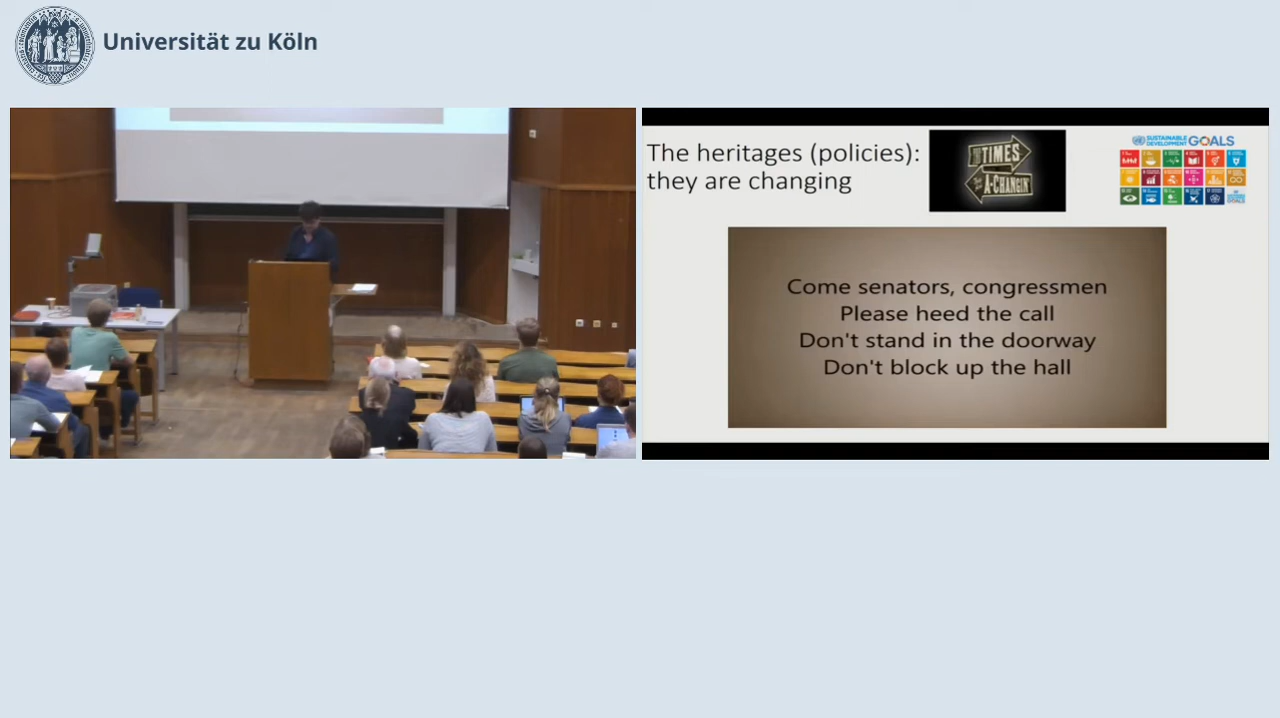 Universität zu Köln
The heritages (policies):
they are changing
TIMES
A-CHANGIN'
SUSTAINABLE
DEVELOPMENT
GOALS
Come senators, congressmen
Please heed the call
Don't stand in the doorway
Don't block up the hall